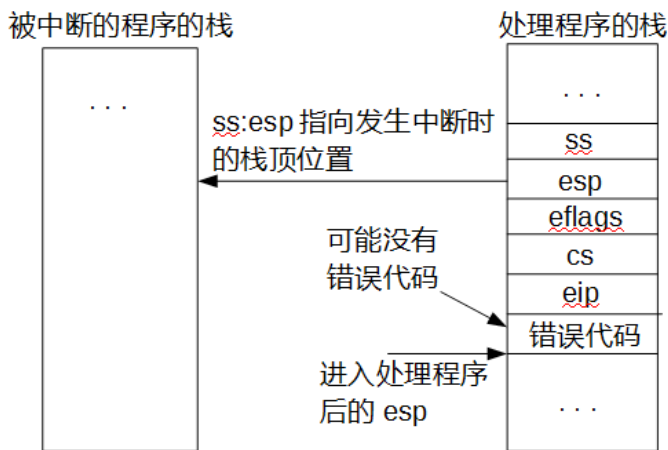 被中断的程序的栈
处理程序的栈
. . .
. . .
ss:esp 指向发生中断时
的栈顶位置
ss
esp
eflags
cs
eip
可能没有
错误代码
错误代码
进入处理程序
后的 esp
. . .